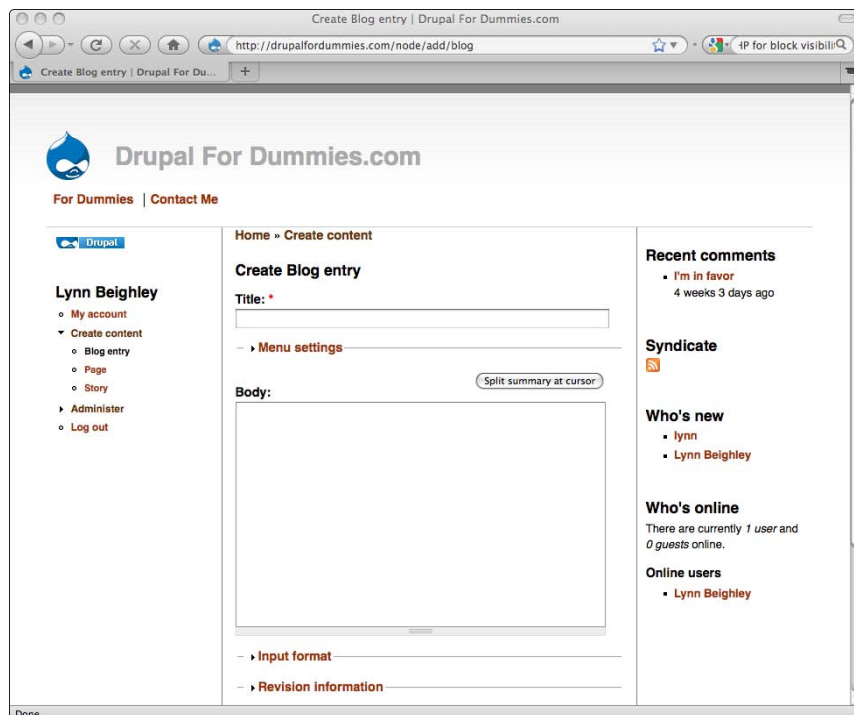 Create Blog entry | Drupal For Dummies.com
http://drupalfordummies.com/node/add/blog
HP for block visibili
Create Blog entry | Drupal For Du...
+
Drupal For Dummies.com
For Dummies | Contact Me
Drupal
Lynn Beighley
My account
Create content
Blog entry
Page
Story
Administer
Log out
Home » Create content
Create Blog entry
Title: *
Menu settings
Split summary at cursor
Body:
Input format
Revision information
Recent comments
I'm in favor
4 weeks 3 days ago
Syndicate
Who's new
lynn
Lynn Beighley
Who's online
There are currently 1 user and
0 guests online.
Online users
Lynn Beighley
Done